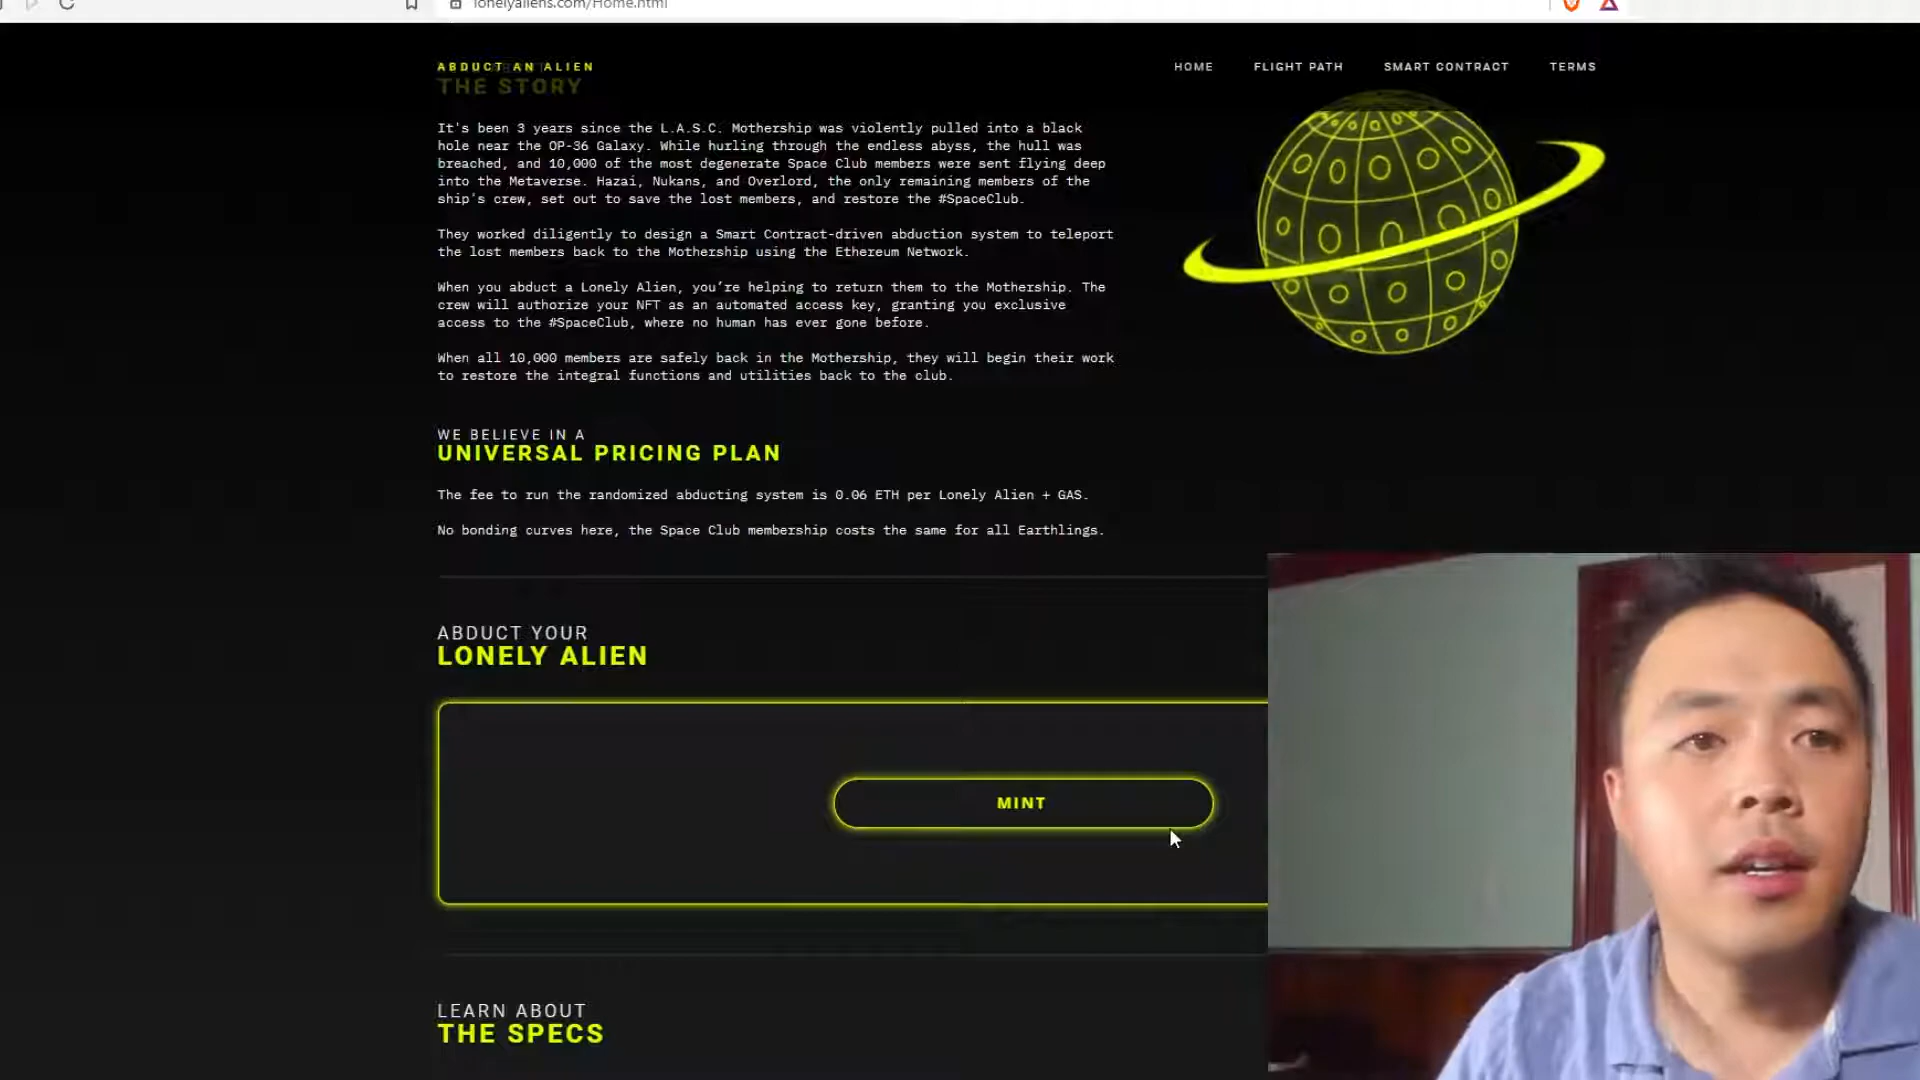 lonelyaliens.com/Home.html
ABDUCT AN ALIEN
HOME
FLIGHT PATH
SMART CONTRACT
TERMS
THE STORY
It's been 3 years since the L.A.S.C. Mothership was violently pulled into a black
hole near the OP-36 Galaxy. While hurling through the endless abyss, the hull was
breached, and 10,000 of the most degenerate Space Club members were sent flying deep
into the Metaverse. Hazai, Nukans, and Overlord, the only remaining members of the
ship's crew, set out to save the lost members, and restore the #SpaceClub.
They worked diligently to design a Smart Contract-driven abduction system to teleport
the lost members back to the Mothership using the Ethereum Network.
When you abduct a Lonely Alien, you’re helping to return them to the Mothership. The
crew will authorize your NFT as an automated access key, granting you exclusive
access to the #SpaceClub, where no human has ever gone before.
When all 10,000 members are safely back in the Mothership, they will begin their work
to restore the integral functions and utilities back to the club.
WE BELIEVE IN A
UNIVERSAL PRICING PLAN
The fee to run the randomized abducting system is 0.06 ETH per Lonely Alien + GAS.
No bonding curves here, the Space Club membership costs the same for all Earthlings.
ABDUCT YOUR
LONELY ALIEN
MINT
LEARN ABOUT
THE SPECS